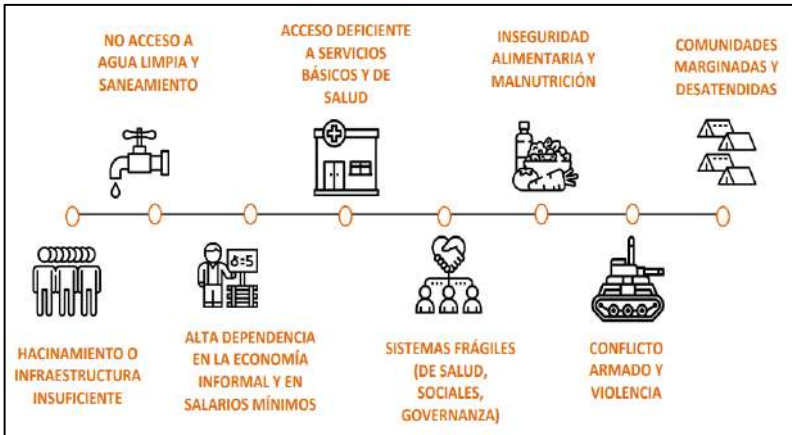 NO ACCESO A
AGUA LIMPIA Y
SANEAMIENTO
ACCESO DEFICIENTE
A SERVICIOS
BÁSICOS Y DE
SALUD
INSEGURIDAD
ALIMENTARIA Y
MALNUTRICIÓN
COMUNIDADES
MARGINADAS Y
DESATENDIDAS
HACINAMIENTO O
INFRAESTRUCTURA
INSUFICIENTE
ALTA DEPENDENCIA
EN LA ECONOMÍA
INFORMAL Y EN
SALARIOS MÍNIMOS
SISTEMAS FRÁGILES
(DE SALUD,
SOCIALES,
GOVERNANZA)
CONFLICTO
ARMADO Y
VIOLENCIA